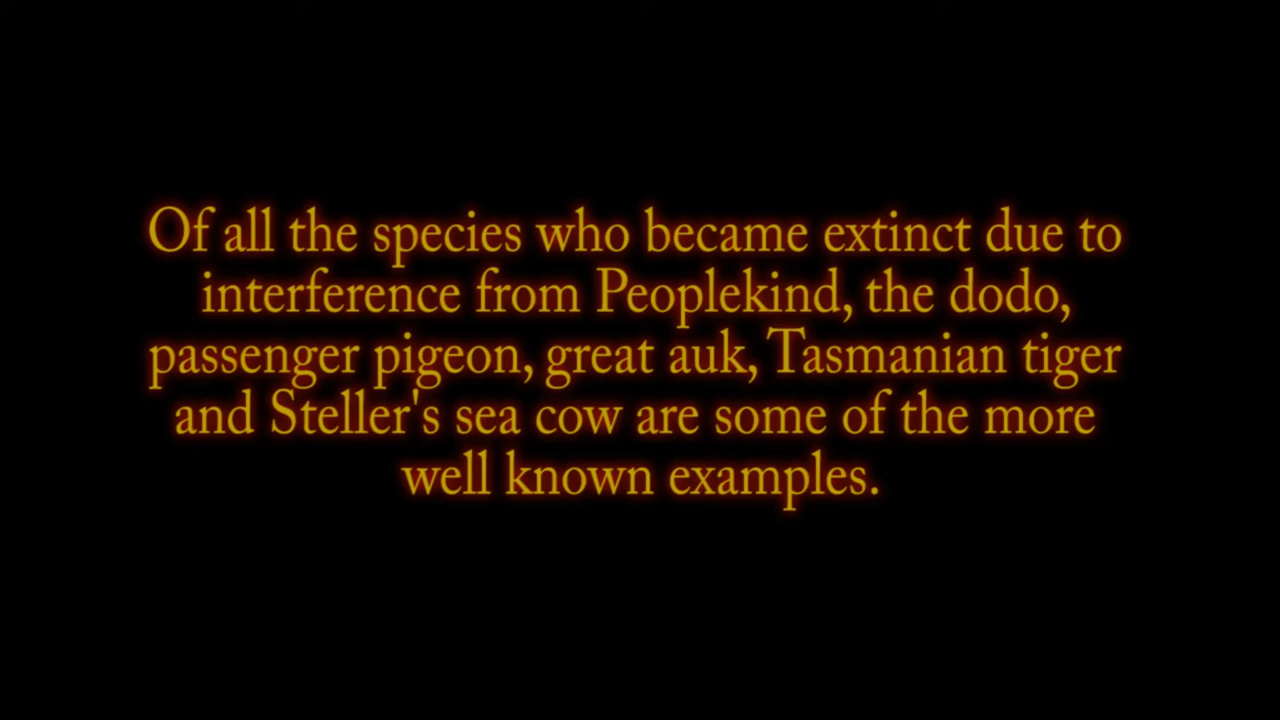 Of all the species who became extinct due to
interference from Peoplekind, the dodo,
passenger pigeon, great auk, Tasmanian tiger
and Steller's sea cow are some of the more
well known examples.